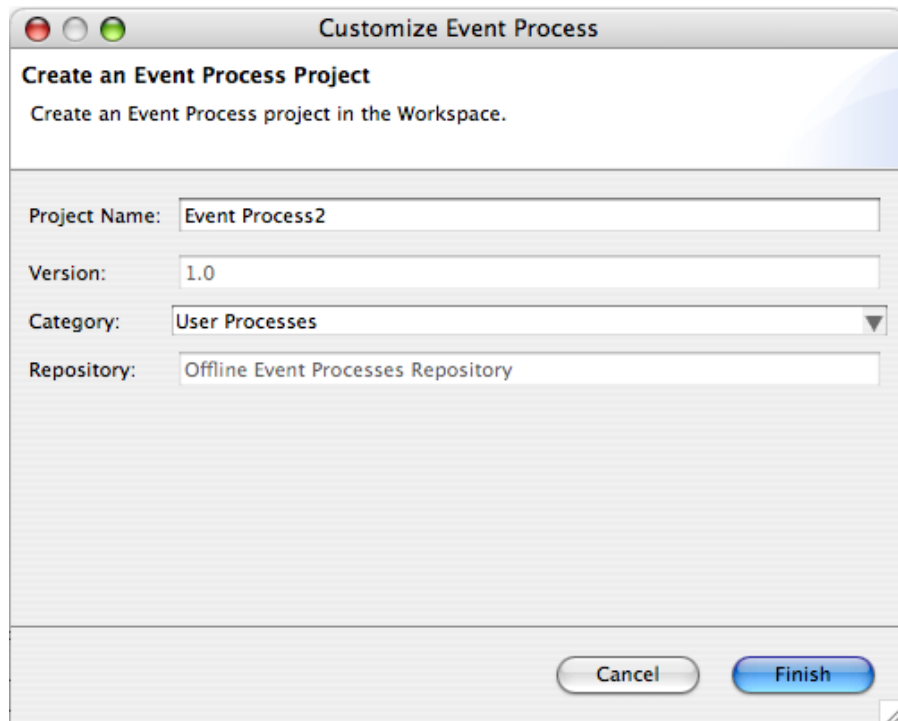 Customize Event Process
Create an Event Process Project
Create an Event Process project in the Workspace.
Project Name: Event Process2
Version: 1.0
Category: User Processes
Repository: Offline Event Processes Repository
Cancel Finish